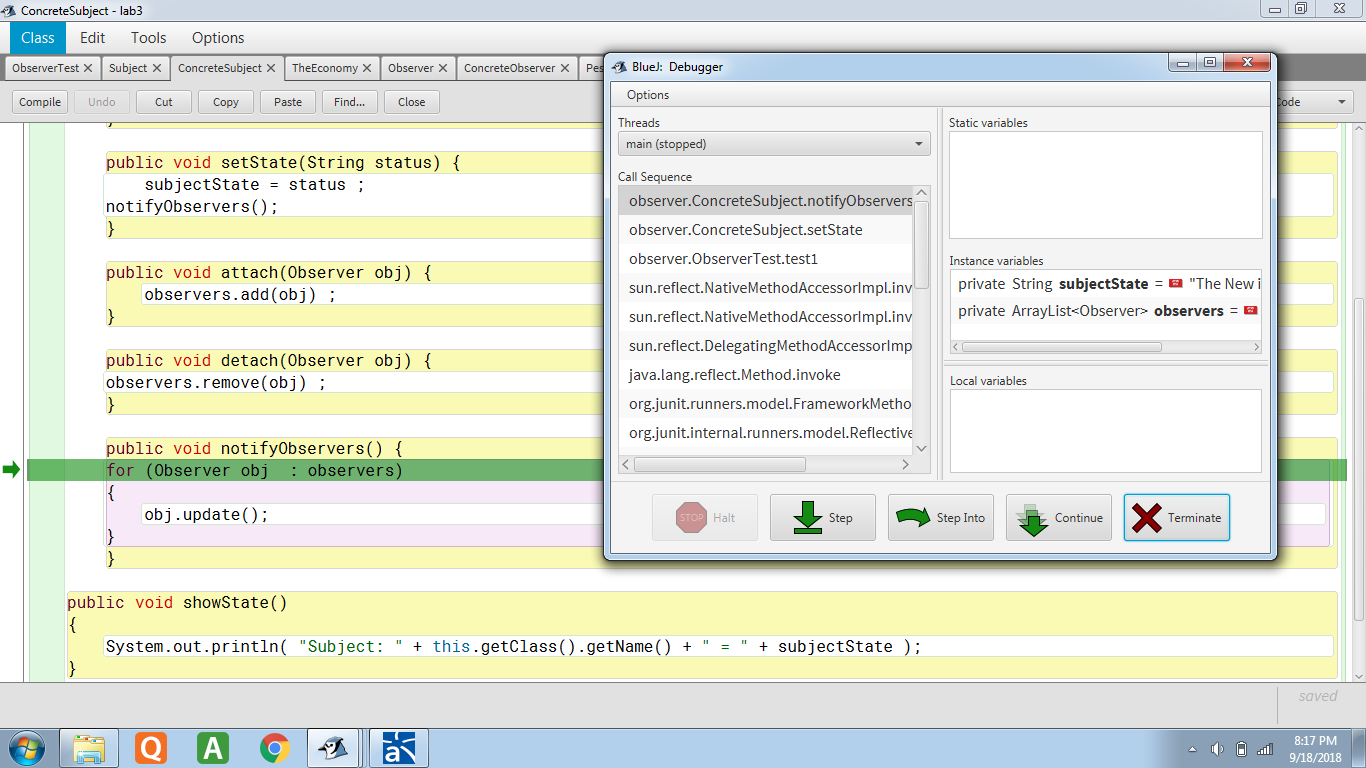 ConcreteSubject - lab3
Class Edit Tools Options
ObserverTest Subject ConcreteSubject TheEconomy Observer ConcreteObserver
Compile Undo Cut Copy Paste Find... Close
}
public void setState(String status) {
subjectState = status ;
notifyObservers();
}
public void attach(Observer obj) {
observers.add(obj) ;
}
public void detach(Observer obj) {
observers.remove(obj) ;
}
public void notifyObservers() {
for (Observer obj  : observers)
{
obj.update();
}
}
public void showState()
{
System.out.println( "Subject: " + this.getClass().getName() + " = " + subjectState );
}
saved
BlueJ: Debugger
Options
Threads
main (stopped)
Call Sequence
observer.ConcreteSubject.notifyObservers
observer.ConcreteSubject.setState
observer.ObserverTest.test1
sun.reflect.NativeMethodAccessorImpl.inv
sun.reflect.NativeMethodAccessorImpl.inv
sun.reflect.DelegatingMethodAccessorImp
java.lang.reflect.Method.invoke
org.junit.runners.model.FrameworkMetho
org.junit.internal.runners.model.Reflective
Static variables
Instance variables
private String subjectState = "The New i
private ArrayList<Observer> observers =
Local variables
STOP Halt Step Step Into Continue Terminate
Q A a
8:17 PM
9/18/2018